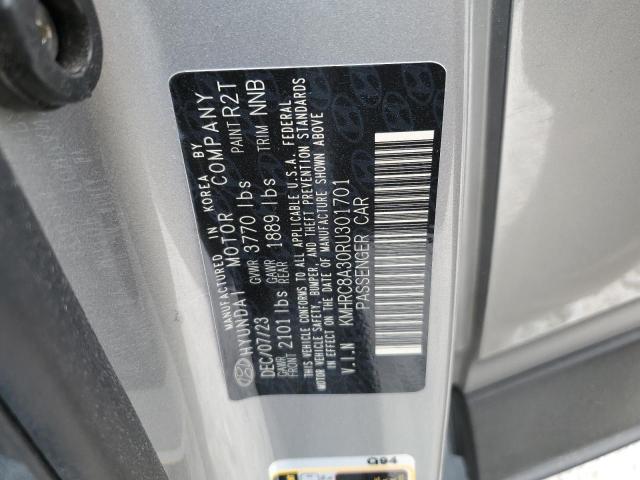 MANUFACTURED IN KOREA BY
HYUNDAI MOTOR COMPANY
DEC/07/23 GVWR 3770 lbs PAINT R2T
GAWR FRONT 2101 lbs GAWR REAR 1889 lbs TRIM NNB
THIS VEHICLE CONFORMS TO ALL APPLICABLE U.S.A. FEDERAL
MOTOR VEHICLE SAFETY, BUMPER, AND THEFT PREVENTION STANDARDS
IN EFFECT ON THE DATE OF MANUFACTURE SHOWN ABOVE
V.I.N KMHRC8A30RU301701
PASSENGER CAR
Q94